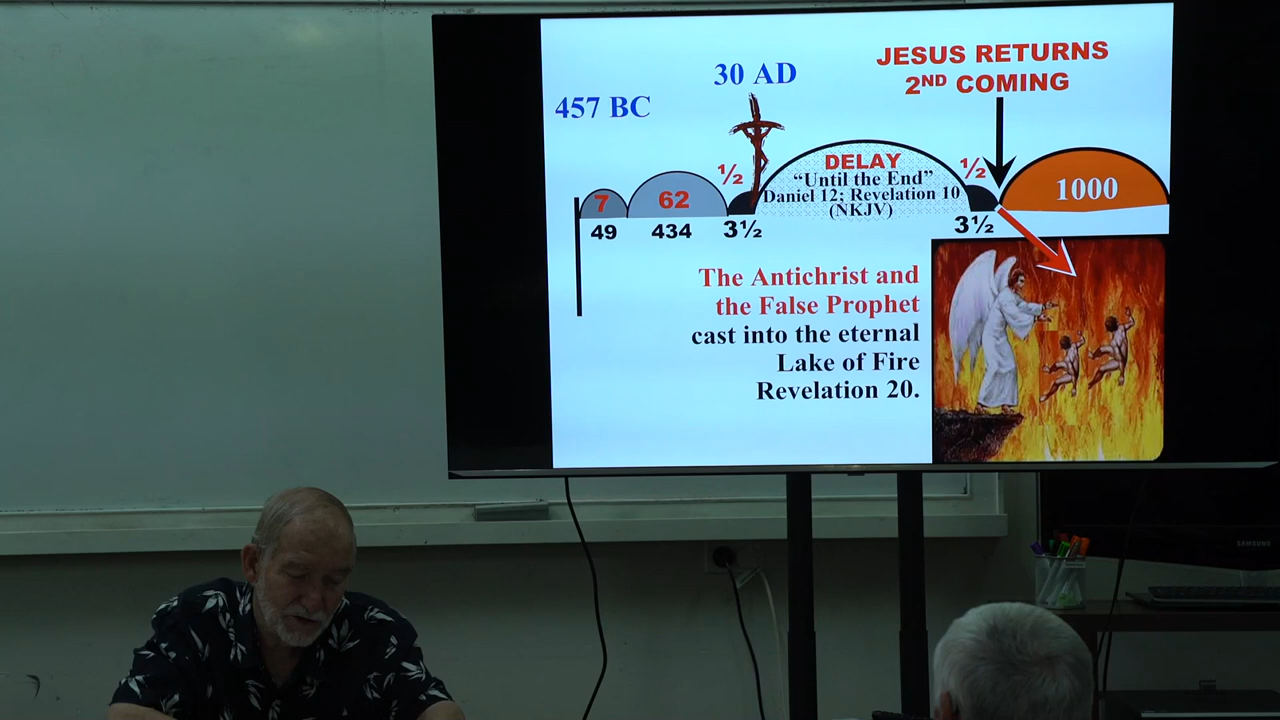 JESUS RETURNS
2ND COMING
30 AD
457 BC
7
62
½
DELAY
"Until the End"
Daniel 12; Revelation 10
(NKJV)
½
1000
49
434
3½
3½
The Antichrist and
the False Prophet
cast into the eternal
Lake of Fire
Revelation 20.
SAMSUNG